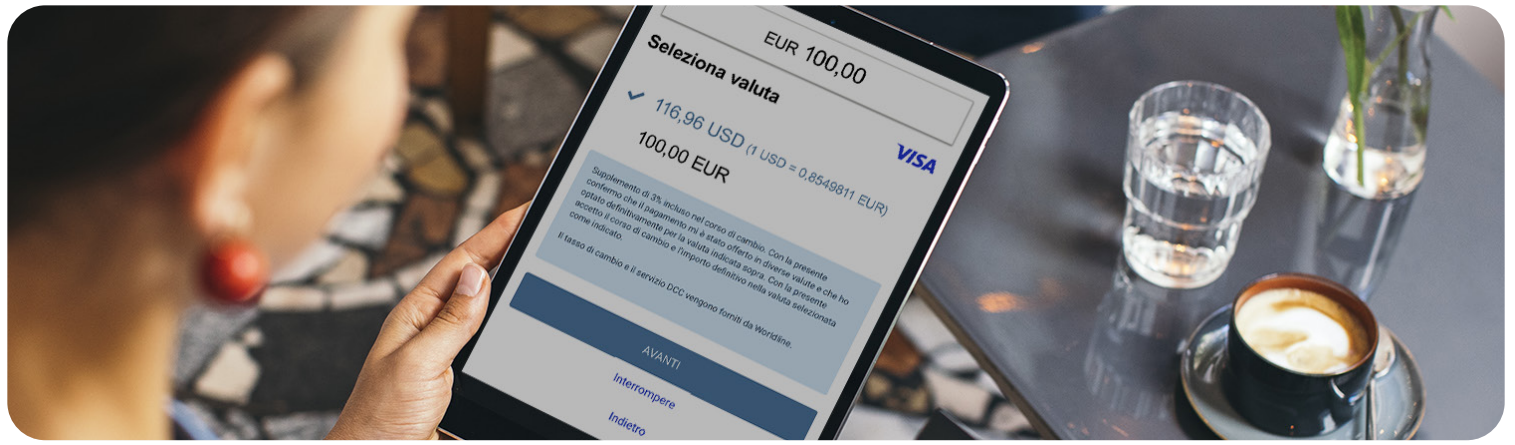 EUR 100,00
Seleziona valuta
116,96 USD (1 USD = 0,8549811 EUR)
VISA
100,00 EUR
Supplemento di 3% incluso nel corso di cambio. Con la presente
confermo che il pagamento mi è stato offerto in diverse valute e che ho
optato definitivamente per la valuta indicata sopra. Con la presente
accetto il corso di cambio e l'importo definitivo nella valuta selezionata
come indicato.
Il tasso di cambio e il servizio DCC vengono forniti da Worldline.
AVANTI
Interrompere
Indietro